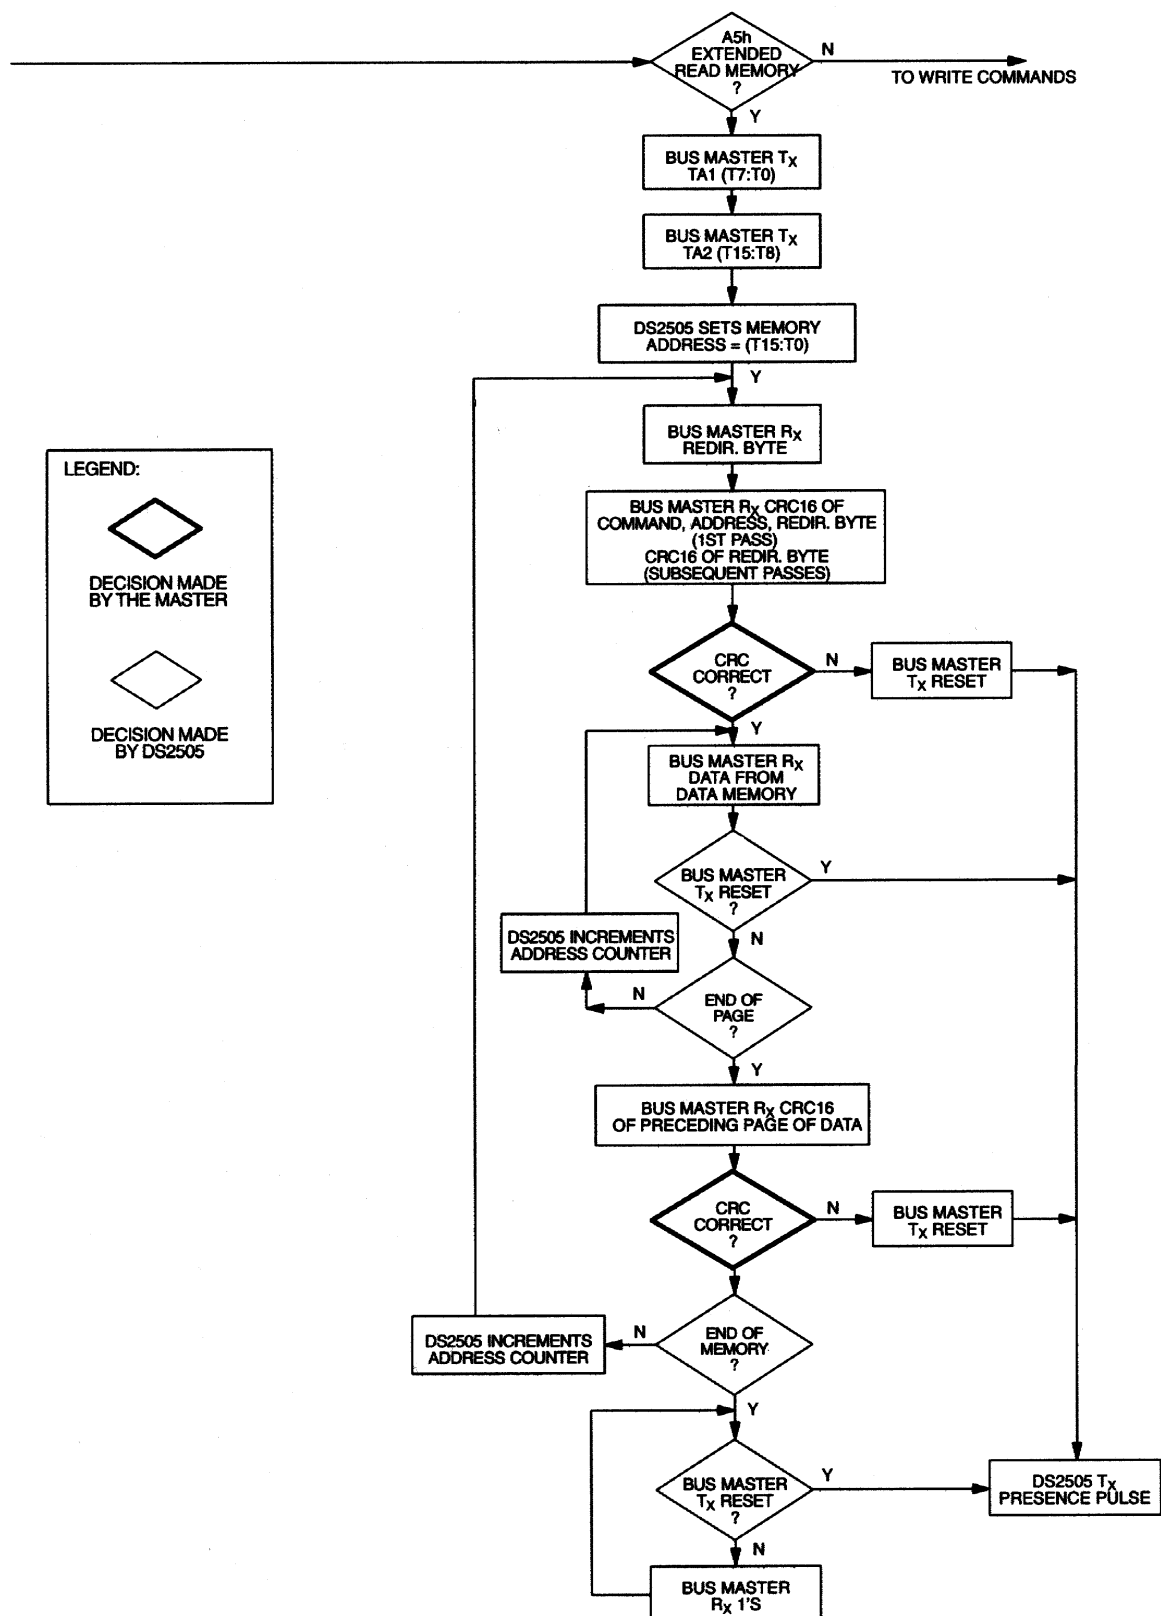 A5h
EXTENDED
READ MEMORY
?
N
TO WRITE COMMANDS
Y
BUS MASTER TX
TA1 (T7:T0)
BUS MASTER TX
TA2 (T15:T8)
DS2505 SETS MEMORY
ADDRESS = (T15:T0)
Y
BUS MASTER RX
REDIR. BYTE
LEGEND:
DECISION MADE
BY THE MASTER
DECISION MADE
BY DS2505
BUS MASTER RX CRC16 OF
COMMAND, ADDRESS, REDIR. BYTE
(1ST PASS)
CRC16 OF REDIR. BYTE
(SUBSEQUENT PASSES)
CRC
CORRECT
?
N
BUS MASTER
TX RESET
Y
BUS MASTER RX
DATA FROM
DATA MEMORY
BUS MASTER
TX RESET
?
Y
N
DS2505 INCREMENTS
ADDRESS COUNTER
END OF
PAGE
?
N
Y
BUS MASTER RX CRC16
OF PRECEDING PAGE OF DATA
CRC
CORRECT
?
N
BUS MASTER
TX RESET
END OF
MEMORY
?
N
DS2505 INCREMENTS
ADDRESS COUNTER
Y
BUS MASTER
TX RESET
?
Y
DS2505 TX
PRESENCE PULSE
N
BUS MASTER
RX 1'S